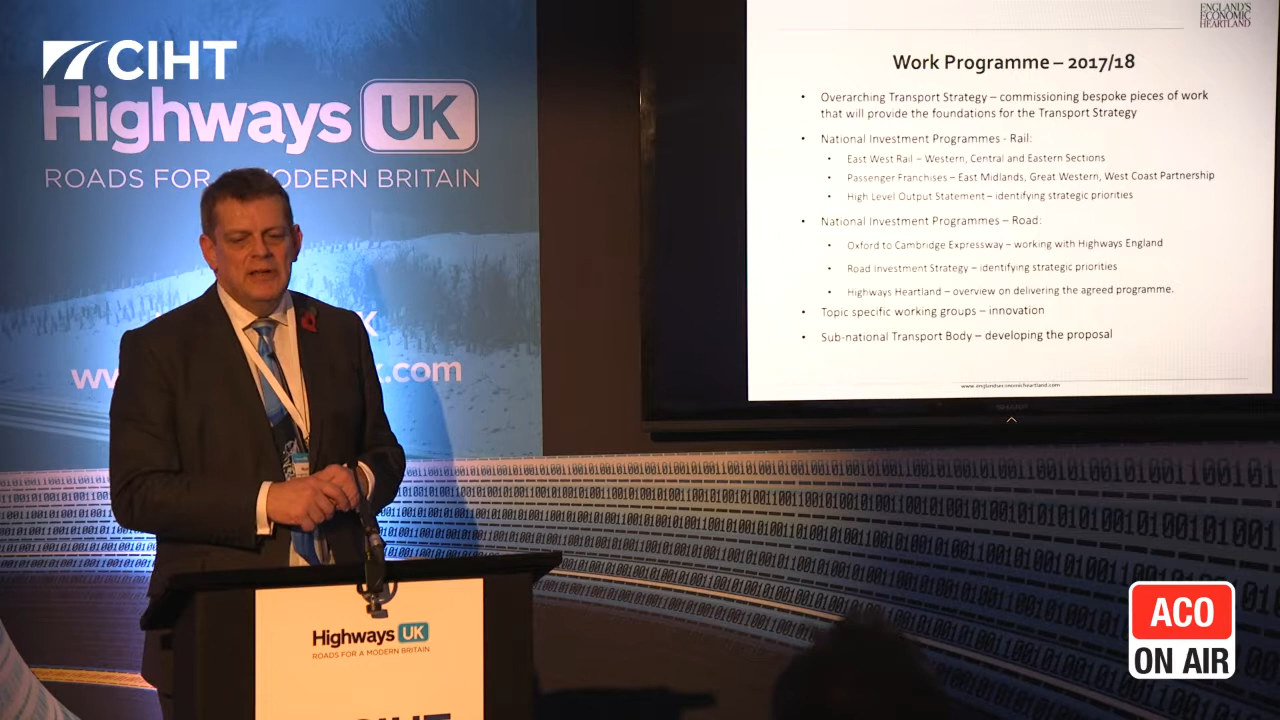 CIHT
Highways UK
ROADS FOR A MODERN BRITAIN
.com
ENGLAND'S
ECONOMIC
HEARTLAND
Work Programme – 2017/18
• Overarching Transport Strategy – commissioning bespoke pieces of work
that will provide the foundations for the Transport Strategy
• National Investment Programmes - Rail:
• East West Rail – Western, Central and Eastern Sections
• Passenger Franchises – East Midlands, Great Western, West Coast Partnership
• High Level Output Statement – identifying strategic priorities
• National Investment Programmes – Road:
• Oxford to Cambridge Expressway – working with Highways England
• Road Investment Strategy – identifying strategic priorities
• Highways Heartland – overview on delivering the agreed programme.
• Topic specific working groups – innovation
• Sub-national Transport Body – developing the proposal
www.englandseconomicheartland.com
SHARP
Highways UK
ROADS FOR A MODERN BRITAIN
ACO
ON AIR